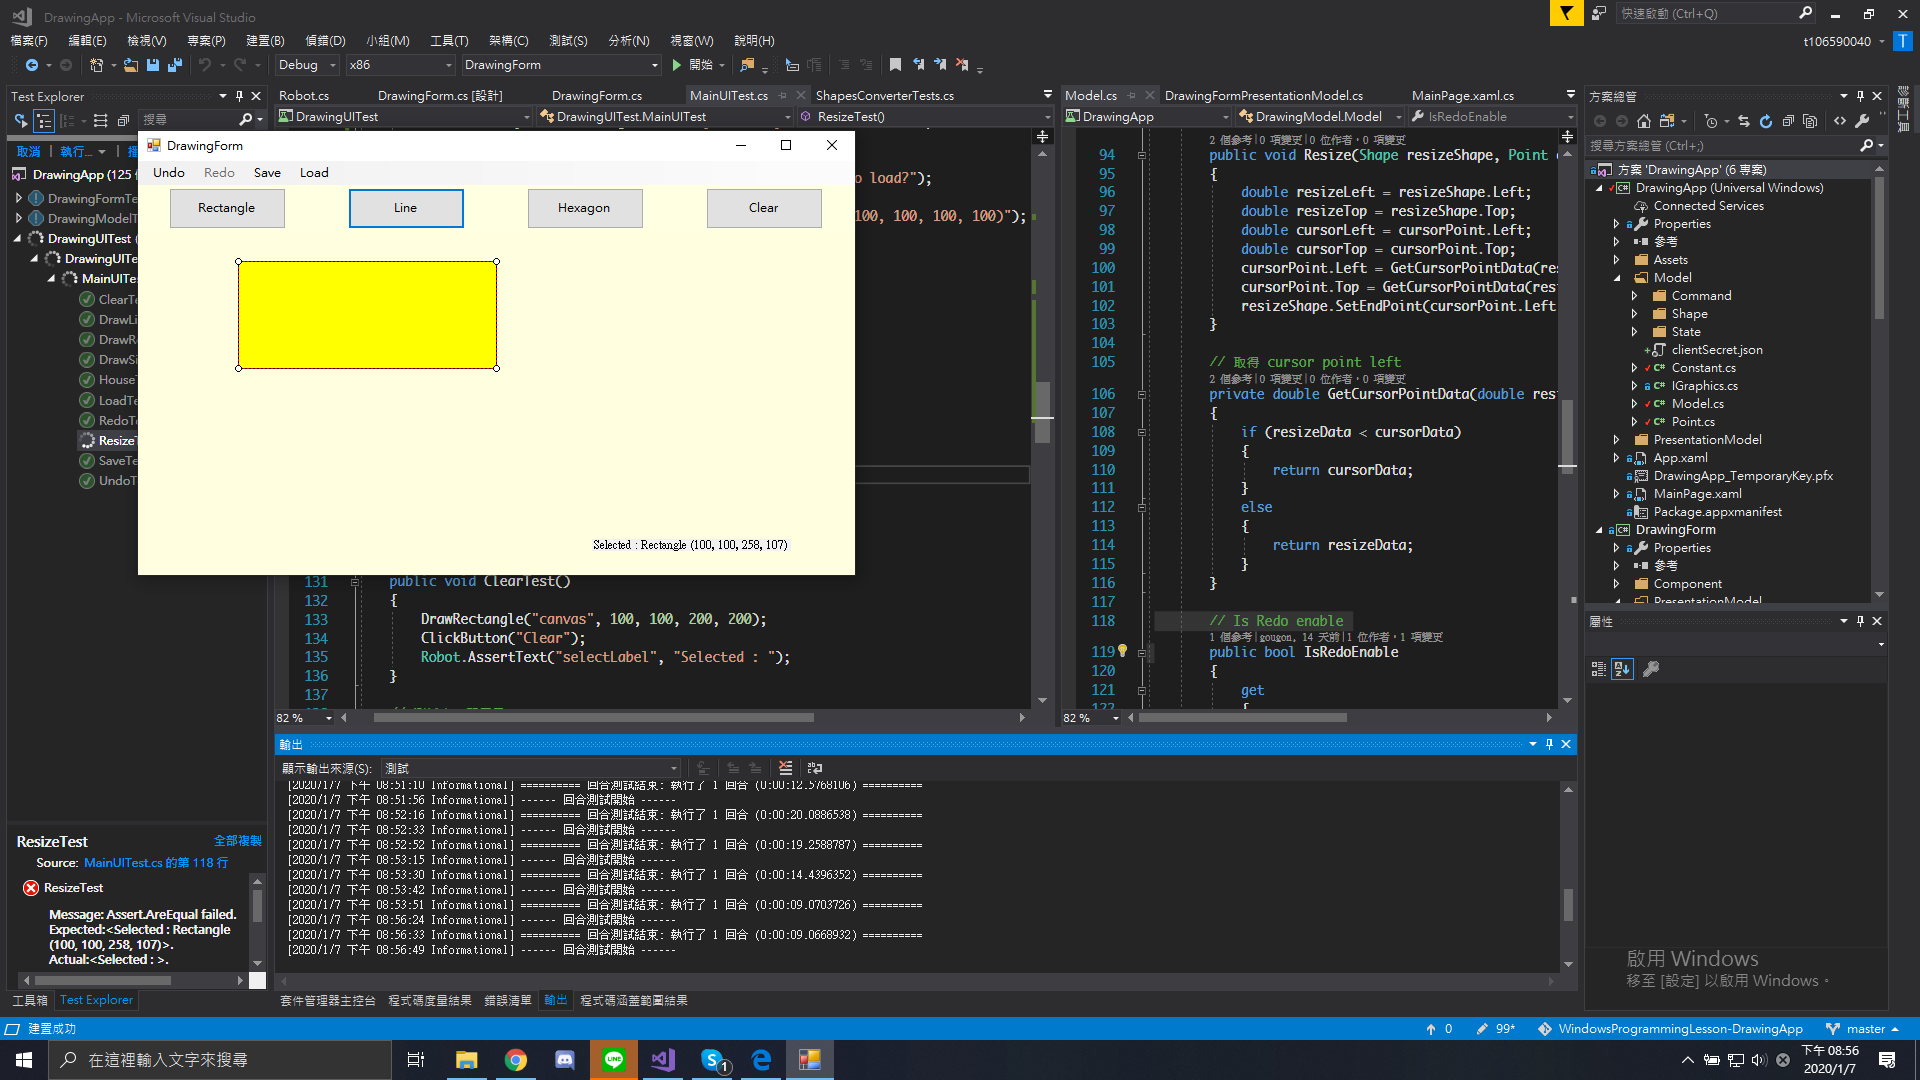 DrawingApp - Microsoft Visual Studio
快速啟動 (Ctrl+Q)
檔案(F) 編輯(E) 檢視(V) 專案(P) 建置(B) 偵錯(D) 小組(M) 工具(T) 架構(C) 測試(S) 分析(N) 視窗(W) 說明(H)
t106590040
T
Debug x86 DrawingForm 開始
Test Explorer
搜尋
取消 執行...
DrawingApp (125
DrawingFormTe
DrawingModelT
DrawingUITest (
DrawingUITe
MainUITe
ClearTe
DrawLi
DrawRe
DrawSi
HouseT
LoadTe
RedoTe
ResizeT
SaveTe
UndoT
Robot.cs DrawingForm.cs [設計] DrawingForm.cs MainUITest.cs ShapesConverterTests.cs
DrawingUITest DrawingUITest.MainUITest ResizeTest()
o load?");
100, 100, 100, 100)");
DrawingForm
Undo Redo Save Load
Rectangle Line Hexagon Clear
Selected : Rectangle (100, 100, 258, 107)
131 public void ClearTest()
132 {
133 DrawRectangle("canvas", 100, 100, 200, 200);
134 ClickButton("Clear");
135 Robot.AssertText("selectLabel", "Selected : ");
136 }
137
82 %
Model.cs DrawingFormPresentationModel.cs MainPage.xaml.cs
DrawingApp DrawingModel.Model IsRedoEnable
2 個參考|0 項變更|0 位作者，0 項變更
94 public void Resize(Shape resizeShape, Point
95 {
96 double resizeLeft = resizeShape.Left;
97 double resizeTop = resizeShape.Top;
98 double cursorLeft = cursorPoint.Left;
99 double cursorTop = cursorPoint.Top;
100 cursorPoint.Left = GetCursorPointData(res
101 cursorPoint.Top = GetCursorPointData(resi
102 resizeShape.SetEndPoint(cursorPoint.Left
103 }
104
105 // 取得 cursor point left
2 個參考|0 項變更|0 位作者，0 項變更
106 private double GetCursorPointData(double res
107 {
108 if (resizeData < cursorData)
109 {
110 return cursorData;
111 }
112 else
113 {
114 return resizeData;
115 }
116 }
117
118 // Is Redo enable
1 個參考|gougon, 14 天前|1 位作者，1 項變更
119 public bool IsRedoEnable
120 {
121 get
122 {
82 %
方案總管
搜尋方案總管 (Ctrl+;)
方案 'DrawingApp' (6 專案)
DrawingApp (Universal Windows)
Connected Services
Properties
參考
Assets
Model
Command
Shape
State
clientSecret.json
Constant.cs
IGraphics.cs
Model.cs
Point.cs
PresentationModel
App.xaml
DrawingApp_TemporaryKey.pfx
MainPage.xaml
Package.appxmanifest
DrawingForm
Properties
參考
Component
PresentationModel
診斷工具
屬性
輸出
顯示輸出來源(S): 測試
[2020/1/7 下午 08:51:10 Informational] ========== 回合測試結束: 執行了 1 回合 (0:00:12.5768106) ==========
[2020/1/7 下午 08:51:56 Informational] ------ 回合測試開始 ------
[2020/1/7 下午 08:52:16 Informational] ========== 回合測試結束: 執行了 1 回合 (0:00:20.0886538) ==========
[2020/1/7 下午 08:52:33 Informational] ------ 回合測試開始 ------
[2020/1/7 下午 08:52:52 Informational] ========== 回合測試結束: 執行了 1 回合 (0:00:19.2588787) ==========
[2020/1/7 下午 08:53:15 Informational] ------ 回合測試開始 ------
[2020/1/7 下午 08:53:30 Informational] ========== 回合測試結束: 執行了 1 回合 (0:00:14.4396352) ==========
[2020/1/7 下午 08:53:42 Informational] ------ 回合測試開始 ------
[2020/1/7 下午 08:53:51 Informational] ========== 回合測試結束: 執行了 1 回合 (0:00:09.0703726) ==========
[2020/1/7 下午 08:56:24 Informational] ------ 回合測試開始 ------
[2020/1/7 下午 08:56:33 Informational] ========== 回合測試結束: 執行了 1 回合 (0:00:09.0668932) ==========
[2020/1/7 下午 08:56:49 Informational] ------ 回合測試開始 ------
ResizeTest 全部複製
Source: MainUITest.cs 的第 118 行
ResizeTest
Message: Assert.AreEqual failed.
Expected:<Selected : Rectangle
(100, 100, 258, 107)>.
Actual:<Selected : >.
工具箱 Test Explorer
套件管理器主控台 程式碼度量結果 錯誤清單 輸出 程式碼涵蓋範圍結果
啟用 Windows
移至 [設定] 以啟用 Windows。
建置成功
0 99* WindowsProgrammingLesson-DrawingApp master
在這裡輸入文字來搜尋
LINE
1
下午 08:56
2020/1/7